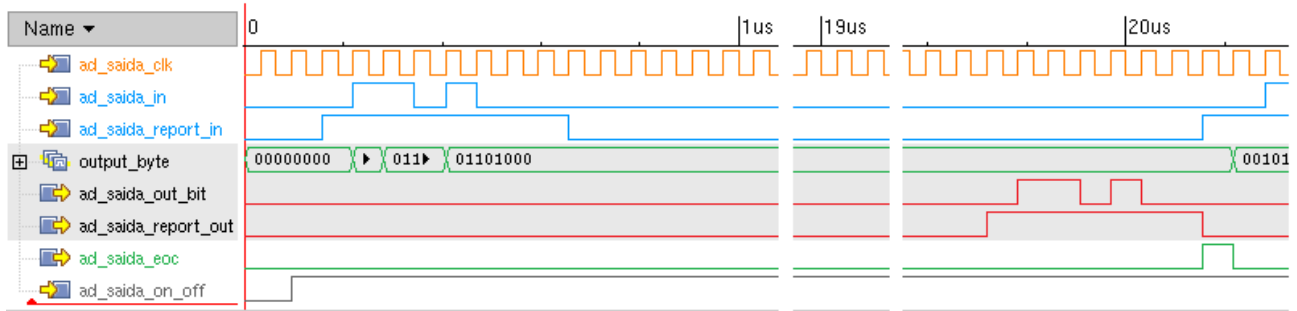 Name 0 1us 19us 20us
ad_saida_clk
ad_saida_in
ad_saida_report_in
output_byte 00000000 011 01101000 00101
ad_saida_out_bit
ad_saida_report_out
ad_saida_eoc
ad_saida_on_off